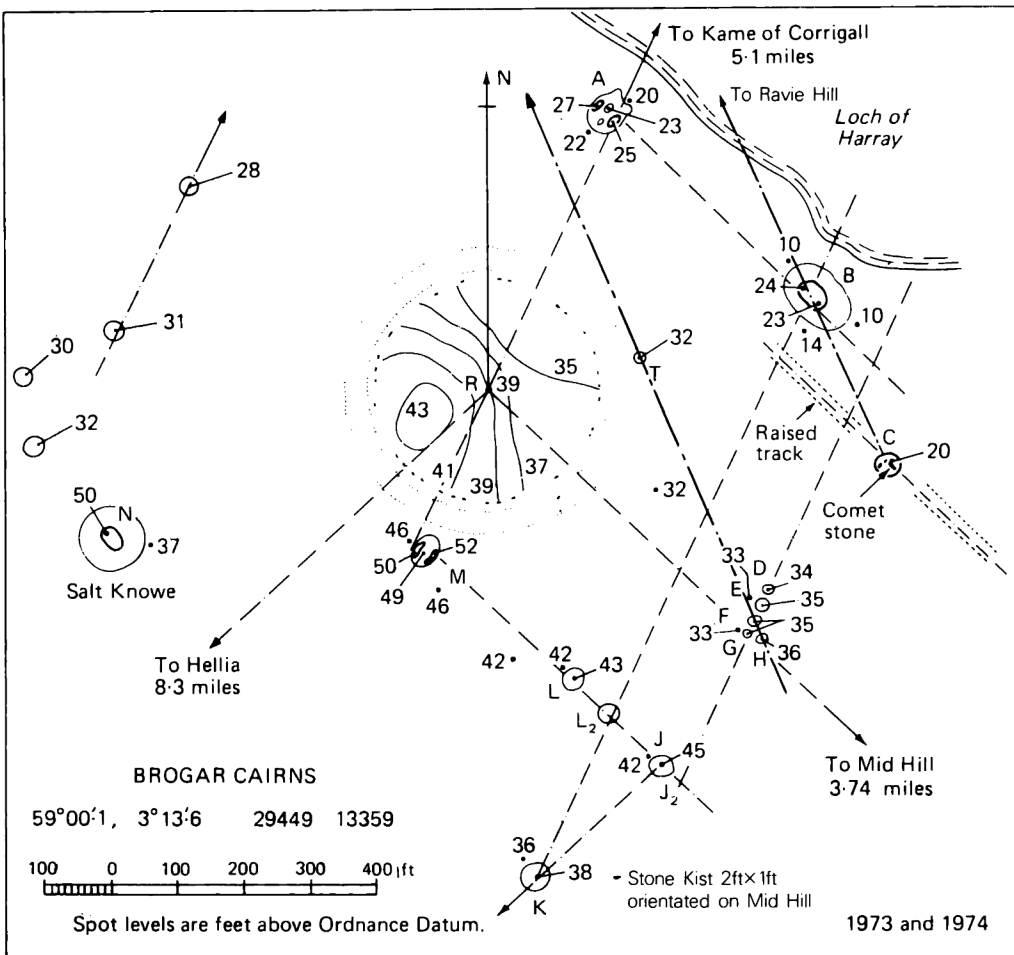 To Kame of Corrigall
5·1 miles
N
A
27
20
23
22
25
To Ravie Hill
Loch of
Harray
28
10
B
24
23
10
14
31
30
32
T
35
R
39
43
32
41
39
37
Raised
track
C
20
Comet
stone
32
50
N
37
Salt Knowe
46
50
52
49
M
46
33
D
34
E
35
F
35
33
G
H
36
To Hellia
8·3 miles
42
42
43
L
L2
J
45
42
J2
To Mid Hill
3·74 miles
BROGAR CAIRNS
59°00′·1, 3°13′·6 29449 13359
100 0 100 200 300 400 ft
36
38
K
Stone Kist 2ft×1ft
orientated on Mid Hill
Spot levels are feet above Ordnance Datum.
1973 and 1974